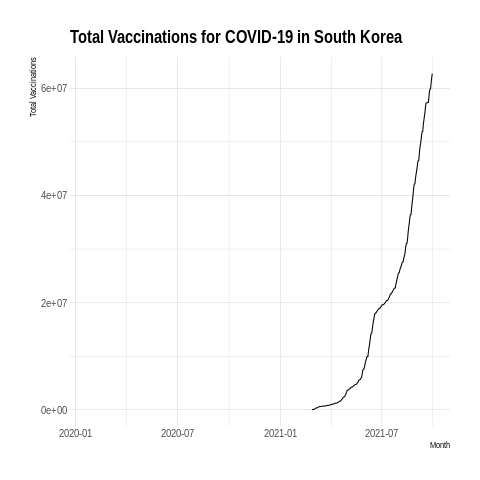 Total Vaccinations for COVID-19 in South Korea
Total Vaccinations
6e+07
4e+07
2e+07
0e+00
2020-01 2020-07 2021-01 2021-07
Month